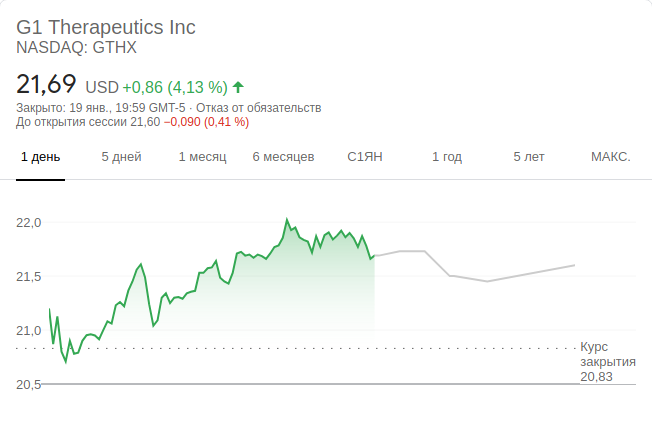 G1 Therapeutics Inc
NASDAQ: GTHX
21,69 USD +0,86 (4,13 %)
Закрыто: 19 янв., 19:59 GMT-5 · Отказ от обязательств
До открытия сессии 21,60 −0,090 (0,41 %)
1 день 5 дней 1 месяц 6 месяцев С1ЯН 1 год 5 лет МАКС.
22,0
21,5
21,0
Курс
закрытия
20,83
20,5